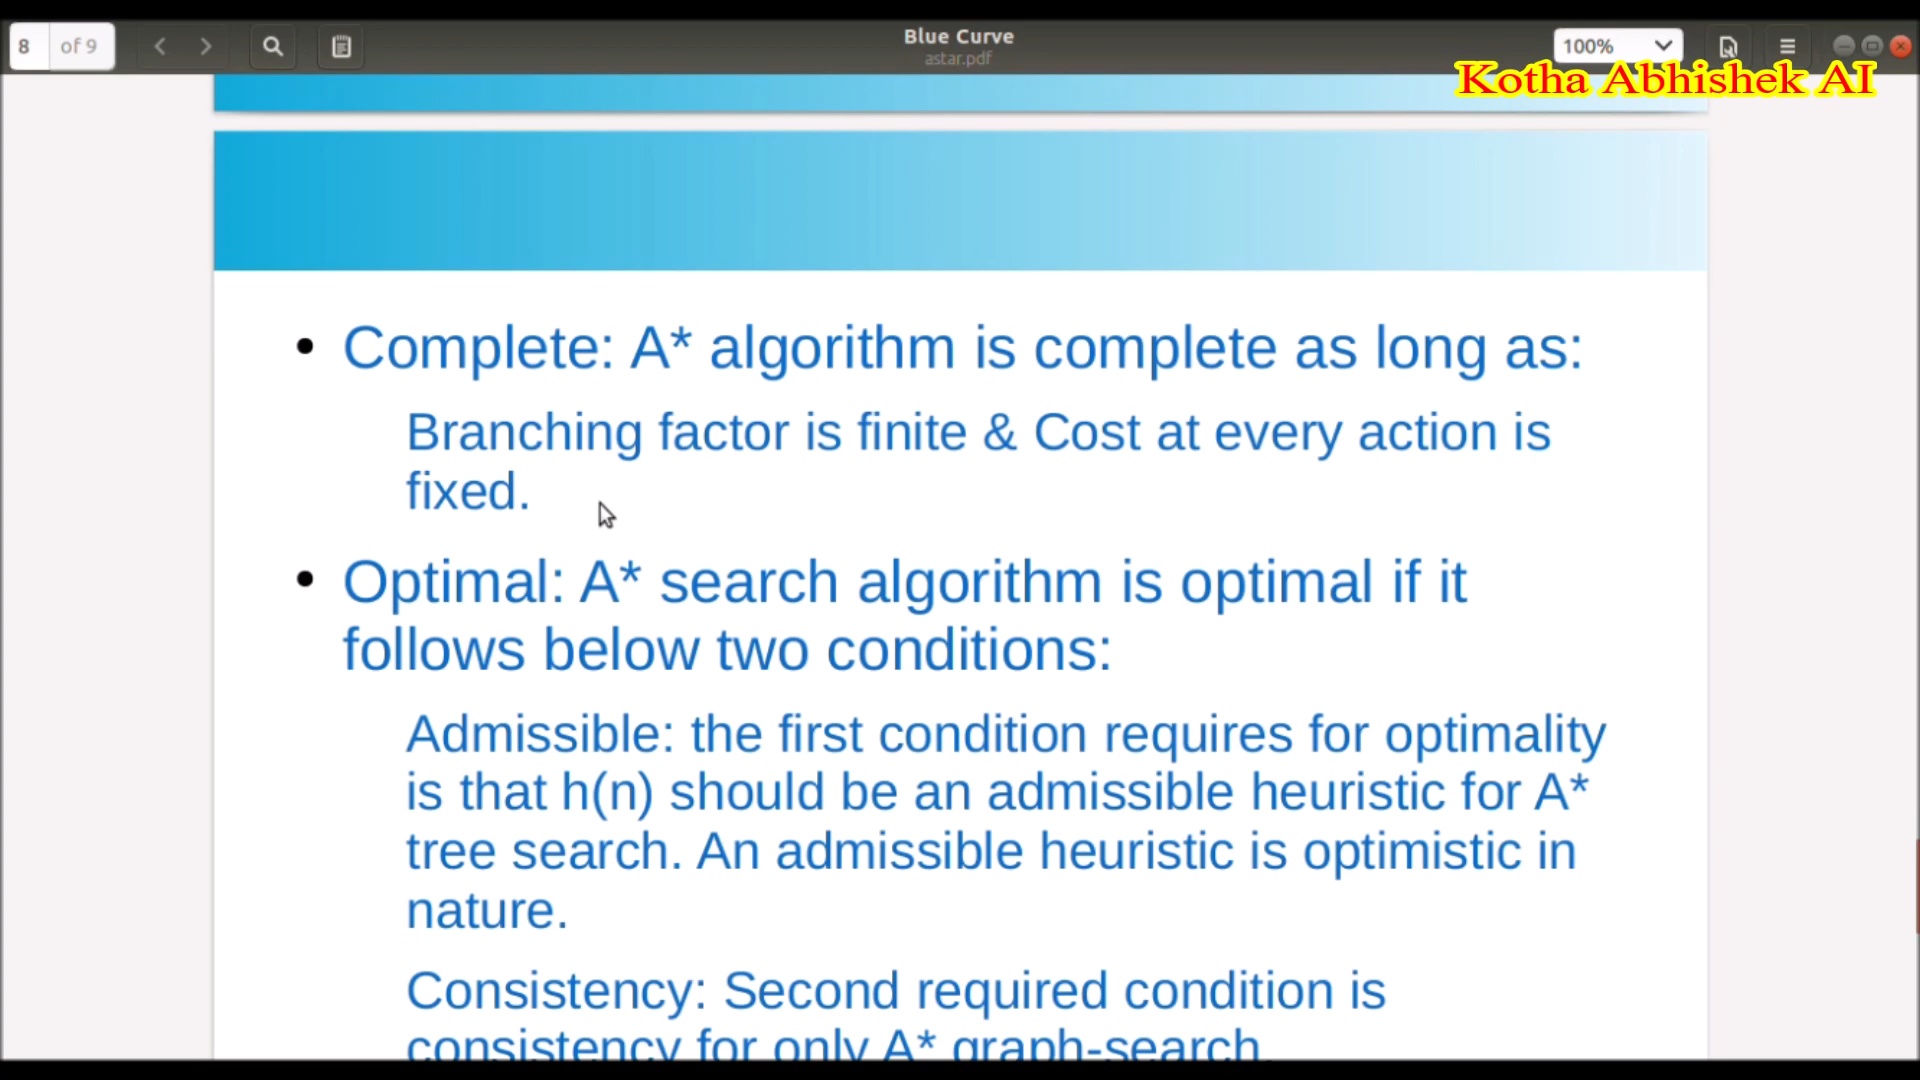 8 of 9
Blue Curve
astar.pdf
100%
Kotha Abhishek AI
• Complete: A* algorithm is complete as long as:
Branching factor is finite & Cost at every action is
fixed.
• Optimal: A* search algorithm is optimal if it
follows below two conditions:
Admissible: the first condition requires for optimality
is that h(n) should be an admissible heuristic for A*
tree search. An admissible heuristic is optimistic in
nature.
Consistency: Second required condition is
consistency for only A* graph-search.